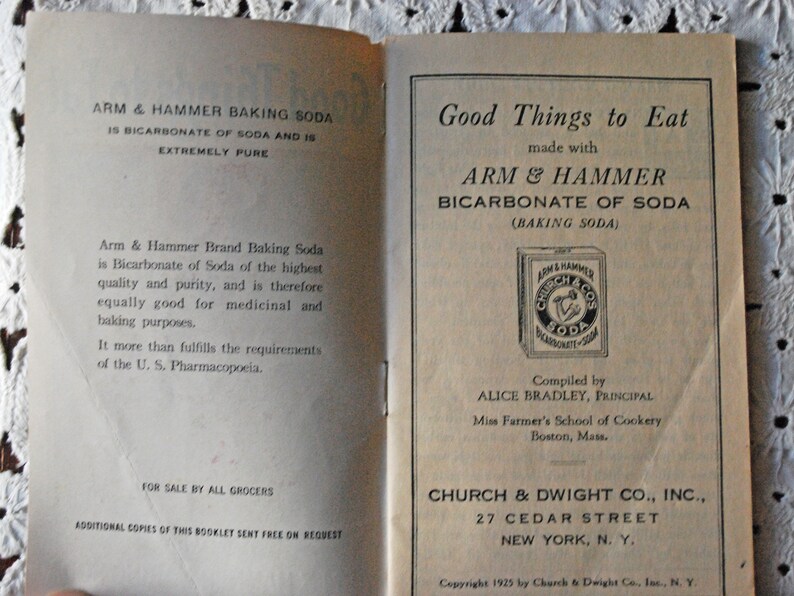 ARM & HAMMER BAKING SODA
IS BICARBONATE OF SODA AND IS
EXTREMELY PURE
Arm & Hammer Brand Baking Soda
is Bicarbonate of Soda of the highest
quality and purity, and is therefore
equally good for medicinal and
baking purposes.
It more than fulfills the requirements
of the U. S. Pharmacopoeia.
FOR SALE BY ALL GROCERS
ADDITIONAL COPIES OF THIS BOOKLET SENT FREE ON REQUEST
Good Things to Eat
made with
ARM & HAMMER
BICARBONATE OF SODA
(BAKING SODA)
ARM & HAMMER
CHURCH & CO'S
SODA
BICARBONATE OF SODA
Compiled by
ALICE BRADLEY, PRINCIPAL
Miss Farmer's School of Cookery
Boston, Mass.
CHURCH & DWIGHT CO., INC.,
27 CEDAR STREET
NEW YORK, N. Y.
Copyright 1925 by Church & Dwight Co., Inc., N. Y.